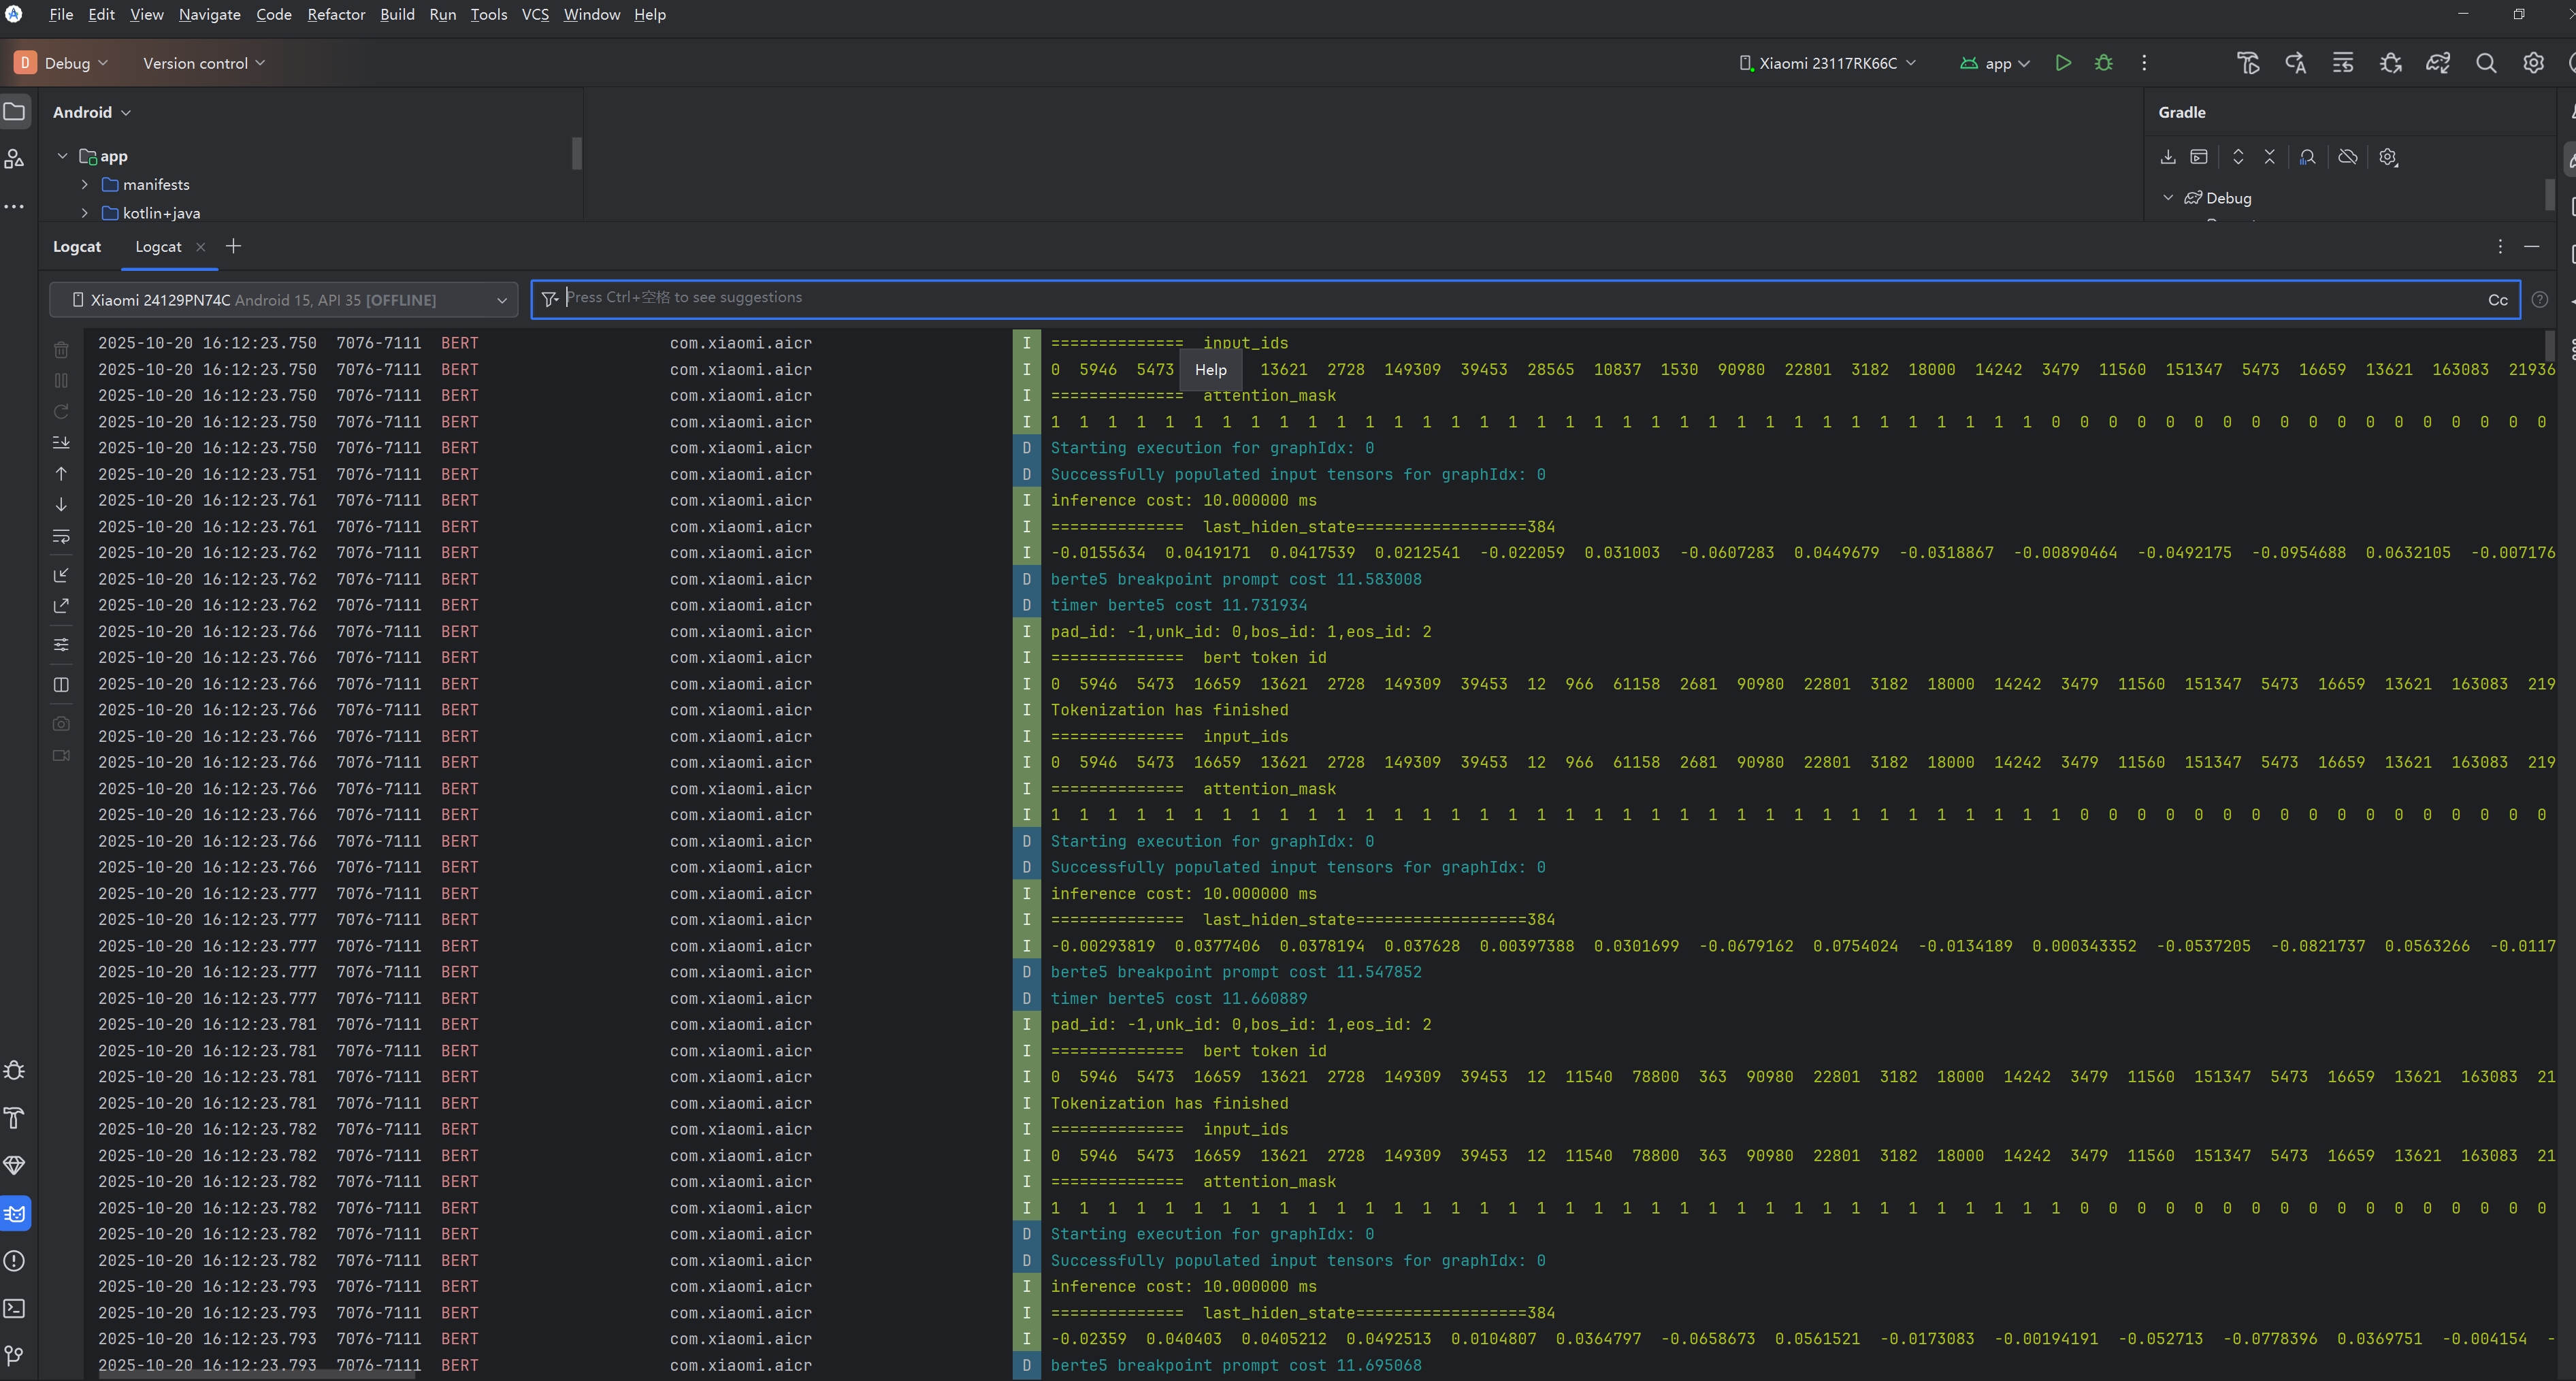 File Edit View Navigate Code Refactor Build Run Tools VCS Window Help
D Debug Version control Xiaomi 23117RK66C app
Android Gradle
app
manifests
kotlin+java Debug
Logcat Logcat
Xiaomi 24129PN74C Android 15, API 35 [OFFLINE] Press Ctrl+空格 to see suggestions Cc
2025-10-20 16:12:23.750 7076-7111 BERT com.xiaomi.aicr I ============== input_ids
2025-10-20 16:12:23.750 7076-7111 BERT com.xiaomi.aicr I 0 5946 5473 Help 13621 2728 149309 39453 28565 10837 1530 90980 22801 3182 18000 14242 3479 11560 151347 5473 16659 13621 163083 21936
2025-10-20 16:12:23.750 7076-7111 BERT com.xiaomi.aicr I ============== attention_mask
2025-10-20 16:12:23.750 7076-7111 BERT com.xiaomi.aicr I 1 1 1 1 1 1 1 1 1 1 1 1 1 1 1 1 1 1 1 1 1 1 1 1 1 1 1 1 1 1 1 1 1 1 1 0 0 0 0 0 0 0 0 0 0 0 0 0 0 0 0 0 0
2025-10-20 16:12:23.750 7076-7111 BERT com.xiaomi.aicr D Starting execution for graphIdx: 0
2025-10-20 16:12:23.751 7076-7111 BERT com.xiaomi.aicr D Successfully populated input tensors for graphIdx: 0
2025-10-20 16:12:23.761 7076-7111 BERT com.xiaomi.aicr I inference cost: 10.000000 ms
2025-10-20 16:12:23.761 7076-7111 BERT com.xiaomi.aicr I ============== last_hiden_state==================384
2025-10-20 16:12:23.762 7076-7111 BERT com.xiaomi.aicr I -0.0155634 0.0419171 0.0417539 0.0212541 -0.022059 0.031003 -0.0607283 0.0449679 -0.0318867 -0.00890464 -0.0492175 -0.0954688 0.0632105 -0.007176
2025-10-20 16:12:23.762 7076-7111 BERT com.xiaomi.aicr D berte5 breakpoint prompt cost 11.583008
2025-10-20 16:12:23.762 7076-7111 BERT com.xiaomi.aicr D timer berte5 cost 11.731934
2025-10-20 16:12:23.766 7076-7111 BERT com.xiaomi.aicr I pad_id: -1,unk_id: 0,bos_id: 1,eos_id: 2
2025-10-20 16:12:23.766 7076-7111 BERT com.xiaomi.aicr I ============== bert token id
2025-10-20 16:12:23.766 7076-7111 BERT com.xiaomi.aicr I 0 5946 5473 16659 13621 2728 149309 39453 12 966 61158 2681 90980 22801 3182 18000 14242 3479 11560 151347 5473 16659 13621 163083 219
2025-10-20 16:12:23.766 7076-7111 BERT com.xiaomi.aicr I Tokenization has finished
2025-10-20 16:12:23.766 7076-7111 BERT com.xiaomi.aicr I ============== input_ids
2025-10-20 16:12:23.766 7076-7111 BERT com.xiaomi.aicr I 0 5946 5473 16659 13621 2728 149309 39453 12 966 61158 2681 90980 22801 3182 18000 14242 3479 11560 151347 5473 16659 13621 163083 219
2025-10-20 16:12:23.766 7076-7111 BERT com.xiaomi.aicr I ============== attention_mask
2025-10-20 16:12:23.766 7076-7111 BERT com.xiaomi.aicr I 1 1 1 1 1 1 1 1 1 1 1 1 1 1 1 1 1 1 1 1 1 1 1 1 1 1 1 1 1 1 1 1 1 1 1 1 0 0 0 0 0 0 0 0 0 0 0 0 0 0 0 0 0
2025-10-20 16:12:23.766 7076-7111 BERT com.xiaomi.aicr D Starting execution for graphIdx: 0
2025-10-20 16:12:23.766 7076-7111 BERT com.xiaomi.aicr D Successfully populated input tensors for graphIdx: 0
2025-10-20 16:12:23.777 7076-7111 BERT com.xiaomi.aicr I inference cost: 10.000000 ms
2025-10-20 16:12:23.777 7076-7111 BERT com.xiaomi.aicr I ============== last_hiden_state==================384
2025-10-20 16:12:23.777 7076-7111 BERT com.xiaomi.aicr I -0.00293819 0.0377406 0.0378194 0.037628 0.00397388 0.0301699 -0.0679162 0.0754024 -0.0134189 0.000343352 -0.0537205 -0.0821737 0.0563266 -0.0117
2025-10-20 16:12:23.777 7076-7111 BERT com.xiaomi.aicr D berte5 breakpoint prompt cost 11.547852
2025-10-20 16:12:23.777 7076-7111 BERT com.xiaomi.aicr D timer berte5 cost 11.660889
2025-10-20 16:12:23.781 7076-7111 BERT com.xiaomi.aicr I pad_id: -1,unk_id: 0,bos_id: 1,eos_id: 2
2025-10-20 16:12:23.781 7076-7111 BERT com.xiaomi.aicr I ============== bert token id
2025-10-20 16:12:23.781 7076-7111 BERT com.xiaomi.aicr I 0 5946 5473 16659 13621 2728 149309 39453 12 11540 78800 363 90980 22801 3182 18000 14242 3479 11560 151347 5473 16659 13621 163083 21
2025-10-20 16:12:23.781 7076-7111 BERT com.xiaomi.aicr I Tokenization has finished
2025-10-20 16:12:23.782 7076-7111 BERT com.xiaomi.aicr I ============== input_ids
2025-10-20 16:12:23.782 7076-7111 BERT com.xiaomi.aicr I 0 5946 5473 16659 13621 2728 149309 39453 12 11540 78800 363 90980 22801 3182 18000 14242 3479 11560 151347 5473 16659 13621 163083 21
2025-10-20 16:12:23.782 7076-7111 BERT com.xiaomi.aicr I ============== attention_mask
2025-10-20 16:12:23.782 7076-7111 BERT com.xiaomi.aicr I 1 1 1 1 1 1 1 1 1 1 1 1 1 1 1 1 1 1 1 1 1 1 1 1 1 1 1 1 1 1 1 1 1 1 1 1 0 0 0 0 0 0 0 0 0 0 0 0 0 0 0 0 0
2025-10-20 16:12:23.782 7076-7111 BERT com.xiaomi.aicr D Starting execution for graphIdx: 0
2025-10-20 16:12:23.782 7076-7111 BERT com.xiaomi.aicr D Successfully populated input tensors for graphIdx: 0
2025-10-20 16:12:23.793 7076-7111 BERT com.xiaomi.aicr I inference cost: 10.000000 ms
2025-10-20 16:12:23.793 7076-7111 BERT com.xiaomi.aicr I ============== last_hiden_state==================384
2025-10-20 16:12:23.793 7076-7111 BERT com.xiaomi.aicr I -0.02359 0.040403 0.0405212 0.0492513 0.0104807 0.0364797 -0.0658673 0.0561521 -0.0173083 -0.00194191 -0.052713 -0.0778396 0.0369751 -0.004154 -
2025-10-20 16:12:23.793 7076-7111 BERT com.xiaomi.aicr D berte5 breakpoint prompt cost 11.695068